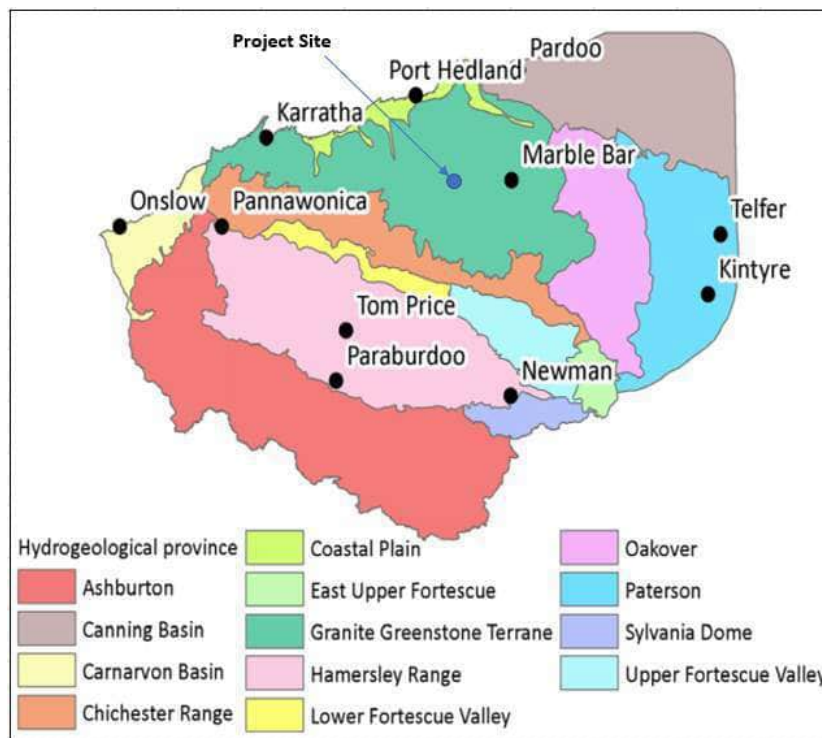 Project Site
Pardoo
Port Hedland
Karratha
Marble Bar
Onslow
Pannawonica
Telfer
Kintyre
Tom Price
Paraburdoo
Newman
Hydrogeological province
Ashburton
Canning Basin
Carnarvon Basin
Chichester Range
Coastal Plain
East Upper Fortescue
Granite Greenstone Terrane
Hamersley Range
Lower Fortescue Valley
Oakover
Paterson
Sylvania Dome
Upper Fortescue Valley